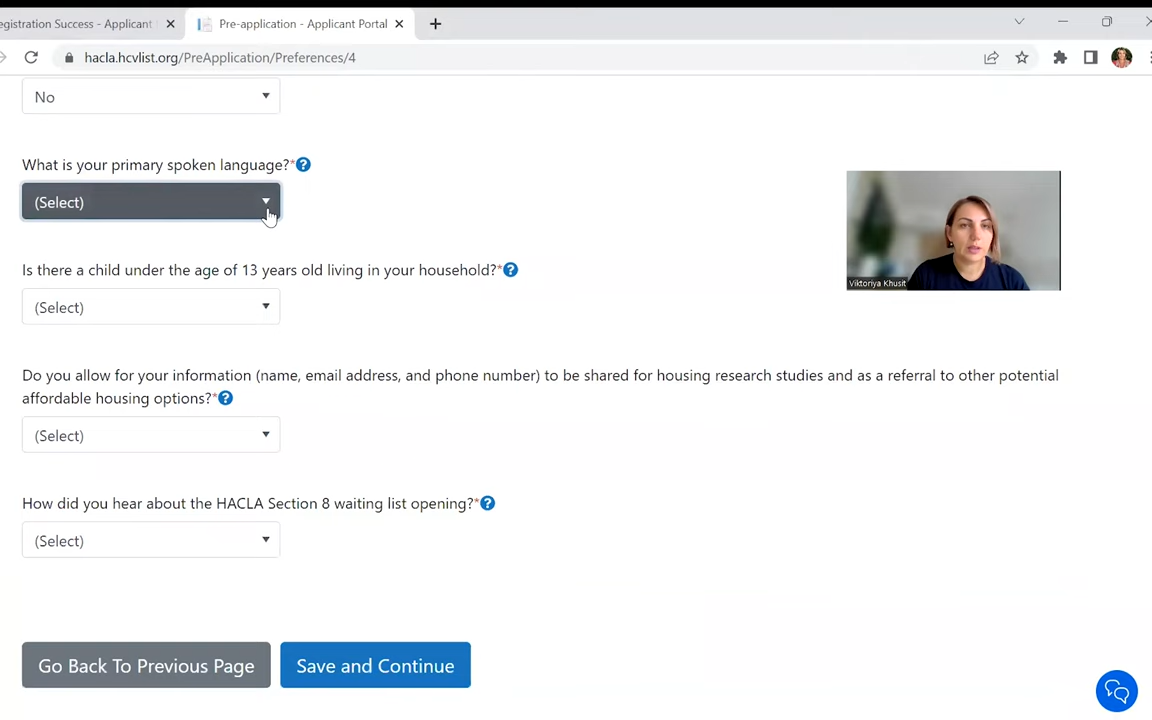 egistration Success - Applicant
Pre-application - Applicant Portal
hacla.hcvlist.org/PreApplication/Preferences/4
No
What is your primary spoken language?*
(Select)
Is there a child under the age of 13 years old living in your household?*
(Select)
Do you allow for your information (name, email address, and phone number) to be shared for housing research studies and as a referral to other potential
affordable housing options?*
(Select)
How did you hear about the HACLA Section 8 waiting list opening?*
(Select)
Go Back To Previous Page
Save and Continue
Viktoriya Khusit